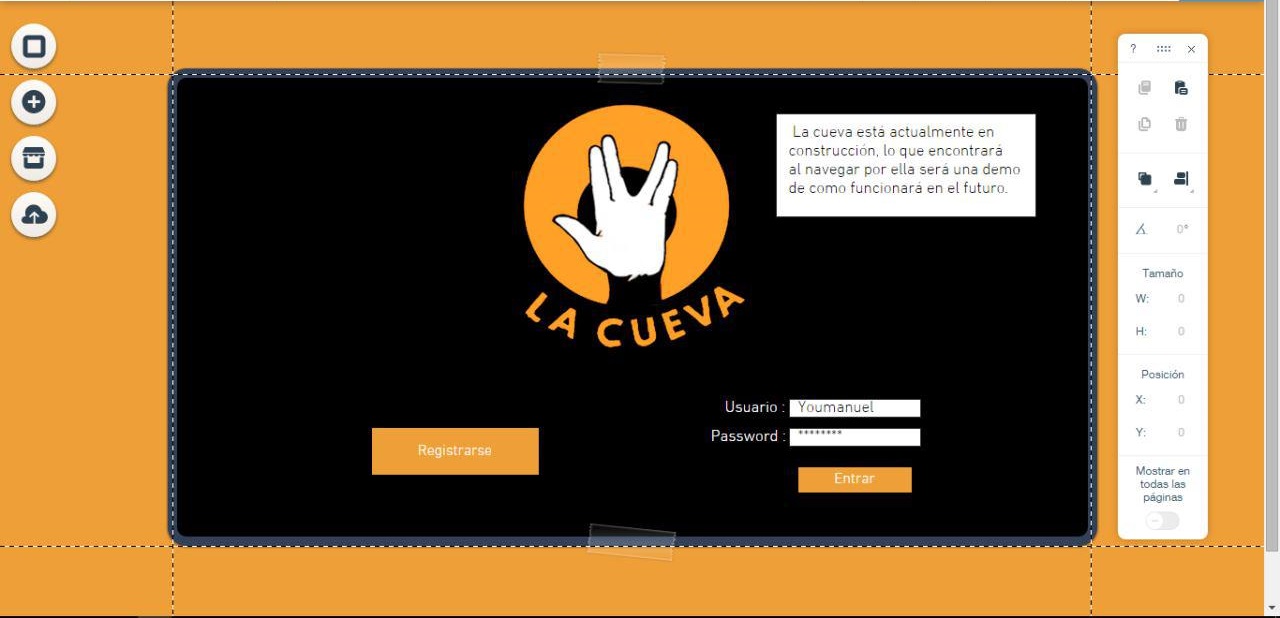 LA CUEVA
La cueva está actualmente en
construcción, lo que encontrará
al navegar por ella será una demo
de como funcionará en el futuro.
Usuario : Youmanuel
Password : ********
Registrarse
Entrar
?
0°
Tamaño
W: 0
H: 0
Posición
X: 0
Y: 0
Mostrar en
todas las
páginas